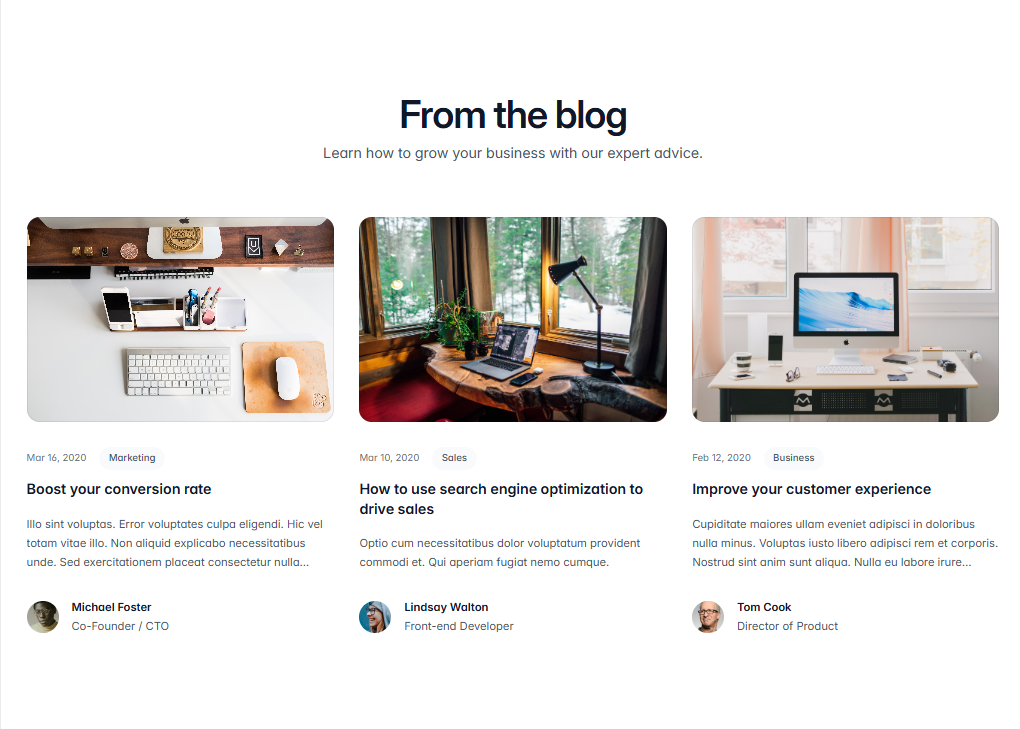 From the blog
Learn how to grow your business with our expert advice.
Mar 16, 2020 Marketing
Boost your conversion rate
Illo sint voluptas. Error voluptates culpa eligendi. Hic vel
totam vitae illo. Non aliquid explicabo necessitatibus
unde. Sed exercitationem placeat consectetur nulla...
Michael Foster
Co-Founder / CTO
Mar 10, 2020 Sales
How to use search engine optimization to
drive sales
Optio cum necessitatibus dolor voluptatum provident
commodi et. Qui aperiam fugiat nemo cumque.
Lindsay Walton
Front-end Developer
Feb 12, 2020 Business
Improve your customer experience
Cupiditate maiores ullam eveniet adipisci in doloribus
nulla minus. Voluptas iusto libero adipisci rem et corporis.
Nostrud sint anim sunt aliqua. Nulla eu labore irure...
Tom Cook
Director of Product